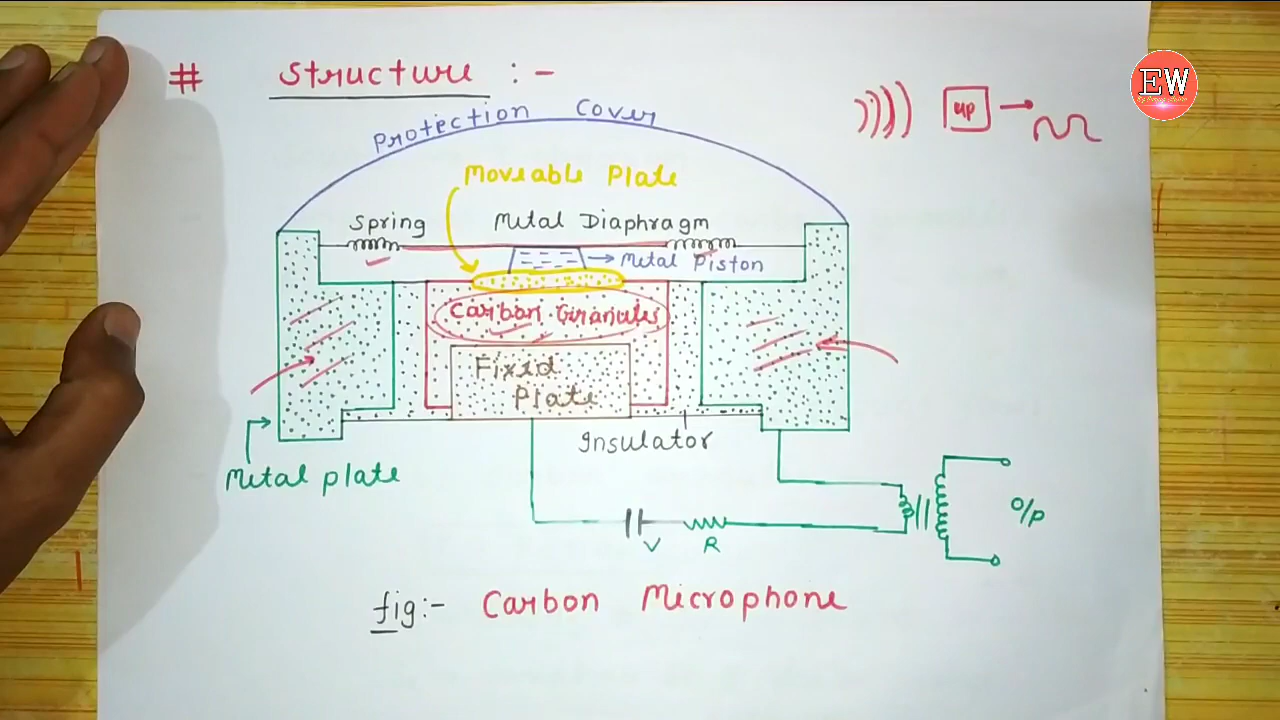 # Structure :-
EW
Protection Cover
up
Moveable Plate
Spring
Metal Diaphragm
Metal Piston
Carbon Granules
Fixed
Plate
Insulator
Metal plate
V
R
O/p
fig:- Carbon Microphone